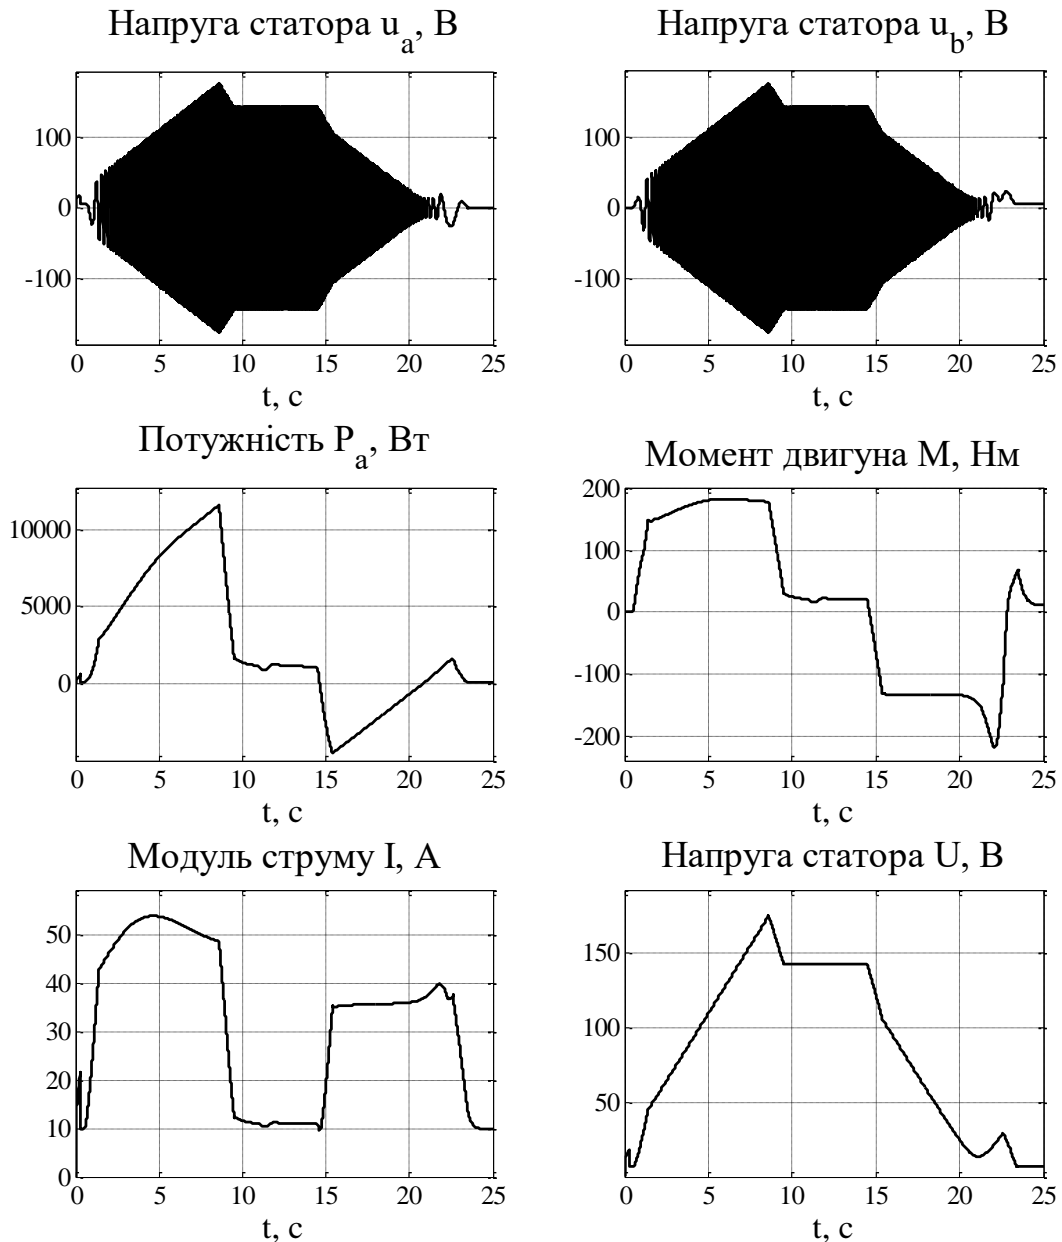 Напруга статора u_a, В
Напруга статора u_b, В
100
0
-100
0 5 10 15 20 25
t, с
100
0
-100
0 5 10 15 20 25
t, с
Потужність P_a, Вт
Момент двигуна М, Нм
10000
5000
0
0 5 10 15 20 25
t, с
200
100
0
-100
-200
0 5 10 15 20 25
t, с
Модуль струму I, А
Напруга статора U, В
50
40
30
20
10
0
0 5 10 15 20 25
t, с
150
100
50
0 5 10 15 20 25
t, с